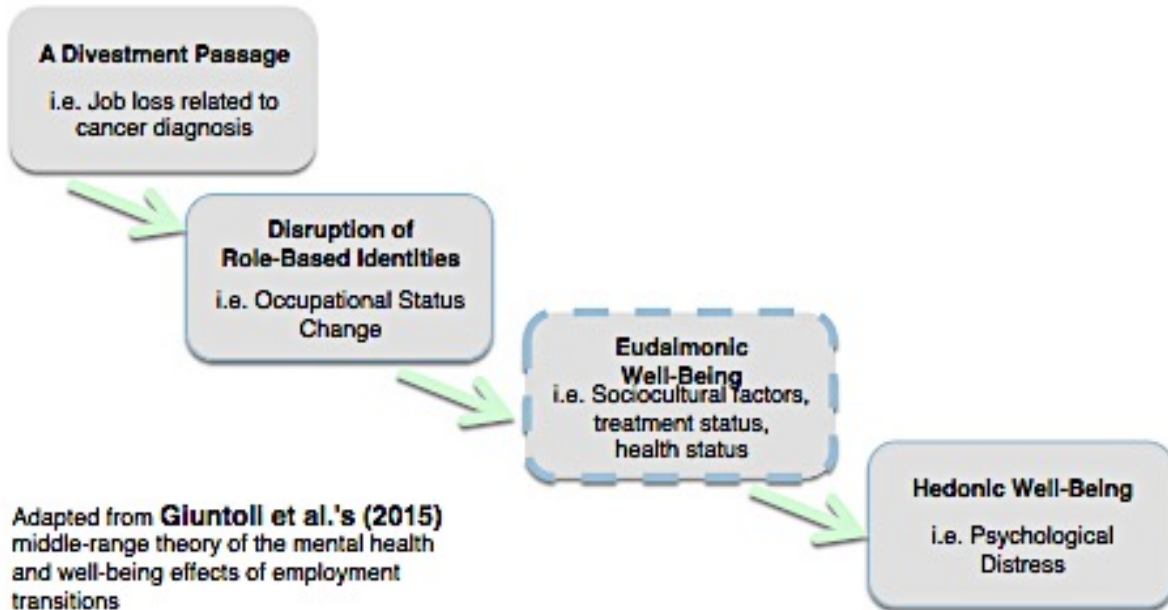 A Divestment Passage
i.e. Job loss related to
cancer diagnosis
Disruption of
Role-Based Identities
i.e. Occupational Status
Change
Eudaimonic
Well-Being
i.e. Sociocultural factors,
treatment status,
health status
Hedonic Well-Being
i.e. Psychological
Distress
Adapted from Giuntoli et al.'s (2015)
middle-range theory of the mental health
and well-being effects of employment
transitions